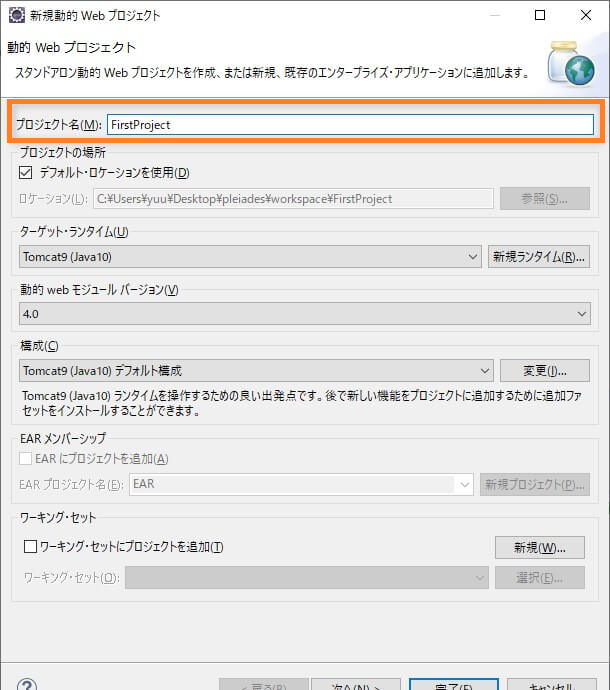 新規動的 Web プロジェクト
動的 Web プロジェクト
スタンドアロン動的 Web プロジェクトを作成、または新規、既存のエンタープライズ・アプリケーションに追加します。
プロジェクト名(M): FirstProject
プロジェクトの場所
デフォルト・ロケーションを使用(D)
ロケーション(L): C:¥Users¥yuu¥Desktop¥pleiades¥workspace¥FirstProject 参照(S)...
ターゲット・ランタイム(U)
Tomcat9 (Java10) 新規ランタイム(R)...
動的 web モジュール バージョン(V)
4.0
構成(C)
Tomcat9 (Java10) デフォルト構成 変更(I)...
Tomcat9 (Java10) ランタイムを操作するための良い出発点です。後で新しい機能をプロジェクトに追加するために追加ファ
セットをインストールすることができます。
EAR メンバーシップ
EAR にプロジェクトを追加(A)
EAR プロジェクト名(E): EAR 新規プロジェクト(P)...
ワーキング・セット
ワーキング・セットにプロジェクトを追加(T) 新規(W)...
ワーキング・セット(O): 選択(E)...
? < 戻る(B) 次へ(N) > 完了(F) キャンセル